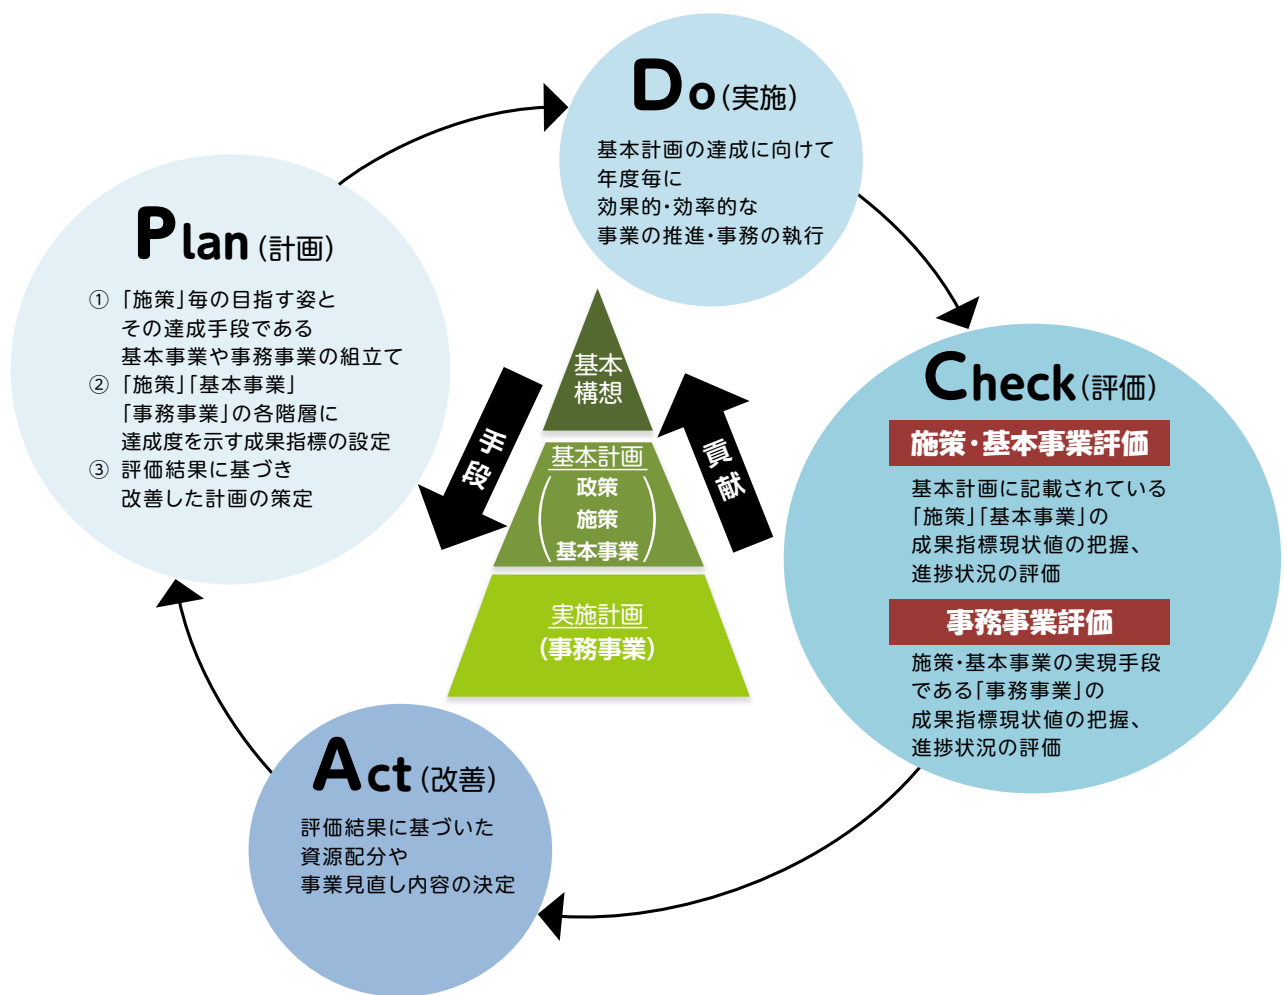 Plan(計画)
① 「施策」毎の目指す姿と
その達成手段である
基本事業や事務事業の組立て
② 「施策」「基本事業」
「事務事業」の各階層に
達成度を示す成果指標の設定
③ 評価結果に基づき
改善した計画の策定
Do(実施)
基本計画の達成に向けて
年度毎に
効果的・効率的な
事業の推進・事務の執行
Check(評価)
施策・基本事業評価
基本計画に記載されている
「施策」「基本事業」の
成果指標現状値の把握、
進捗状況の評価
事務事業評価
施策・基本事業の実現手段
である「事務事業」の
成果指標現状値の把握、
進捗状況の評価
Act(改善)
評価結果に基づいた
資源配分や
事業見直し内容の決定
手段
基本
構想
基本計画
(政策
施策
基本事業)
実施計画
(事務事業)
貢献